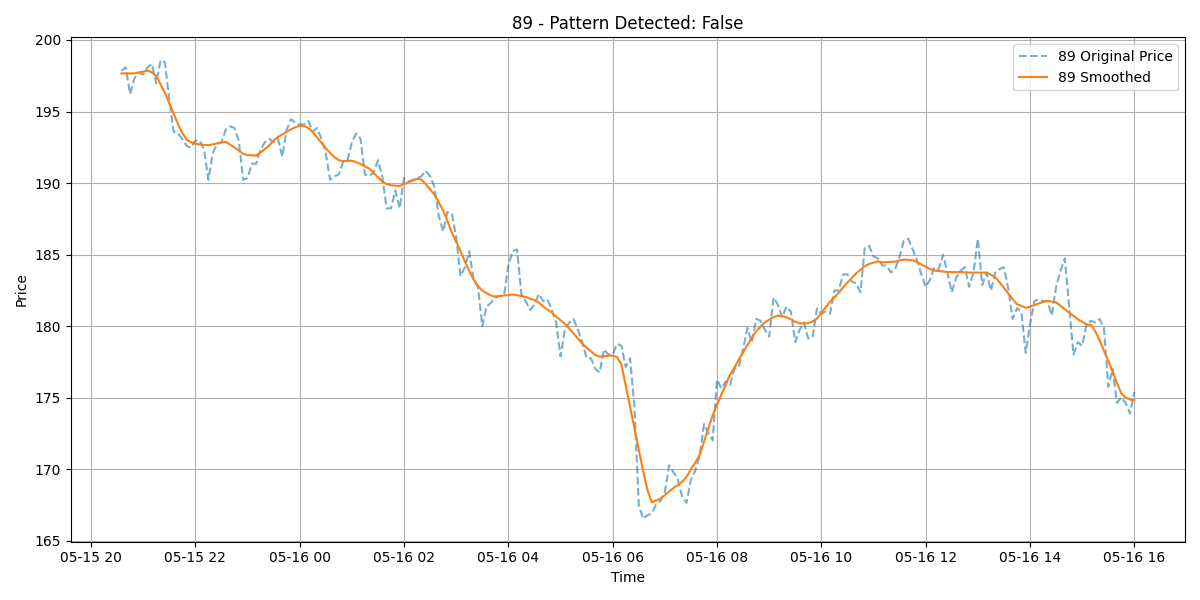 89 - Pattern Detected: False
200
195
190
185
180
175
170
165
Price
89 Original Price
89 Smoothed
05-15 20 05-15 22 05-16 00 05-16 02 05-16 04 05-16 06 05-16 08 05-16 10 05-16 12 05-16 14 05-16 16
Time